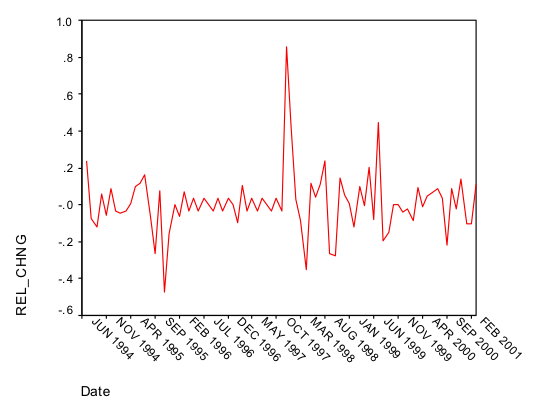 1.0
.8
.6
.4
.2
-.0
-.2
-.4
-.6
REL_CHNG
JUN 1994
NOV 1994
APR 1995
SEP 1995
FEB 1996
JUL 1996
DEC 1996
MAY 1997
OCT 1997
MAR 1998
AUG 1998
JAN 1999
JUN 1999
NOV 1999
APR 2000
SEP 2000
FEB 2001
Date